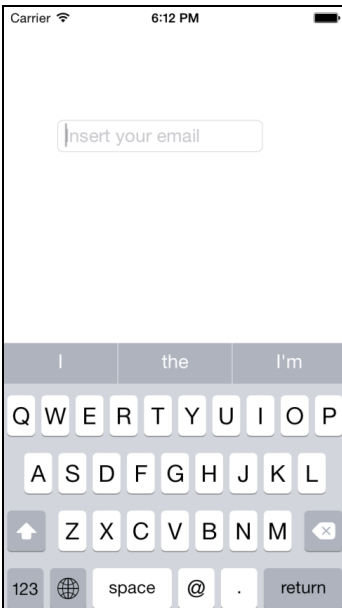 Carrier 6:12 PM
Insert your email
I the I'm
Q W E R T Y U I O P
A S D F G H J K L
Z X C V B N M
123 space @ . return